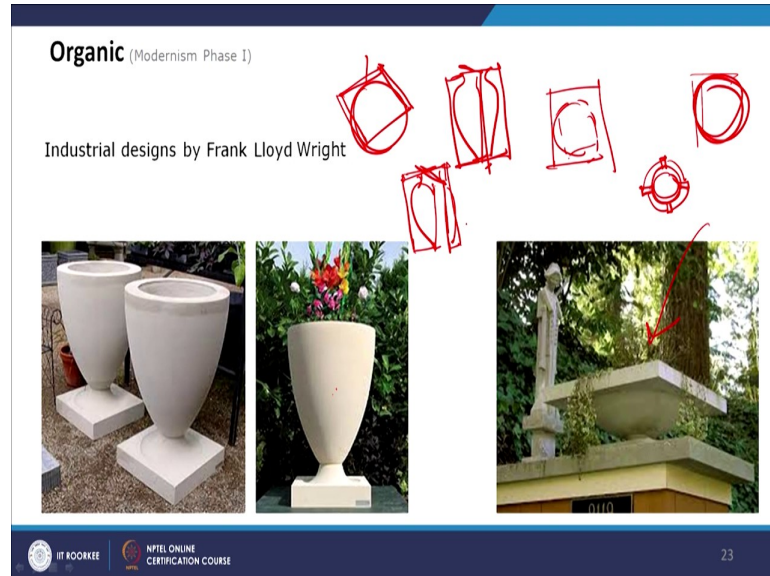 Organic (Modernism Phase I)
Industrial designs by Frank Lloyd Wright
IIT ROORKEE
NPTEL ONLINE
CERTIFICATION COURSE
23